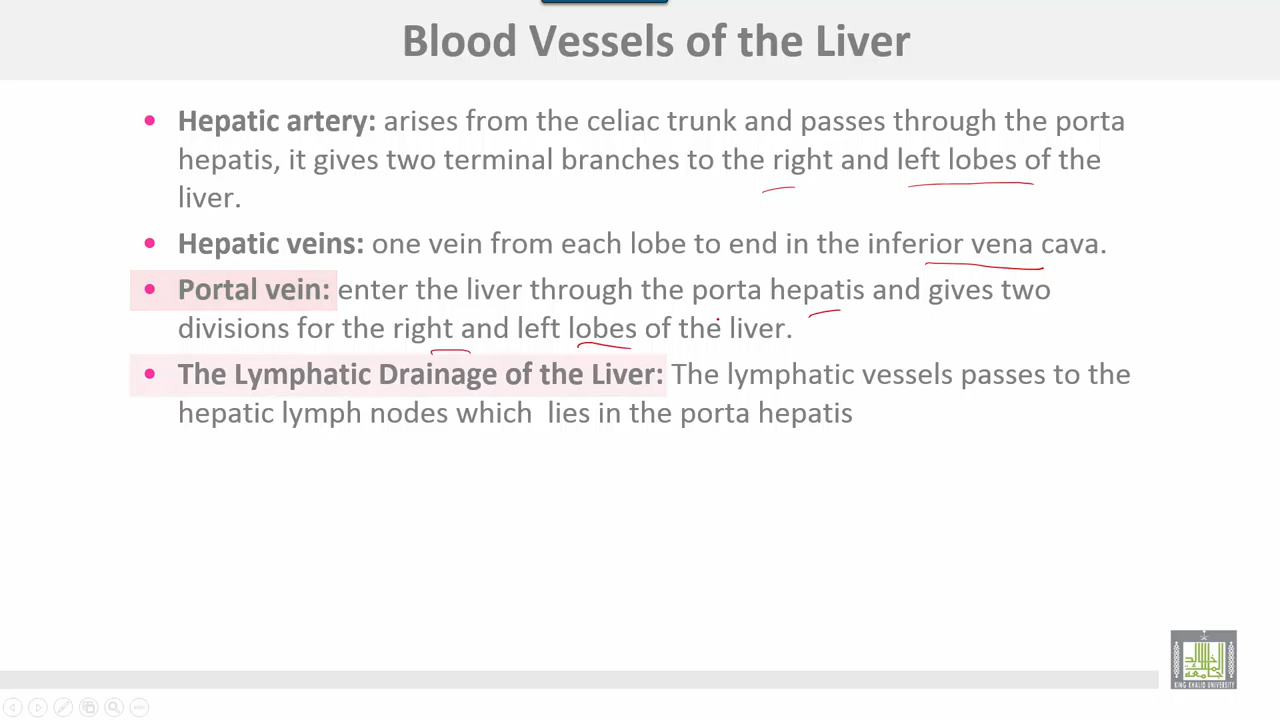 Blood Vessels of the Liver
• Hepatic artery: arises from the celiac trunk and passes through the porta
hepatis, it gives two terminal branches to the right and left lobes of the
liver.
• Hepatic veins: one vein from each lobe to end in the inferior vena cava.
• Portal vein: enter the liver through the porta hepatis and gives two
divisions for the right and left lobes of the liver.
• The Lymphatic Drainage of the Liver: The lymphatic vessels passes to the
hepatic lymph nodes which lies in the porta hepatis
KING KHALID UNIVERSITY